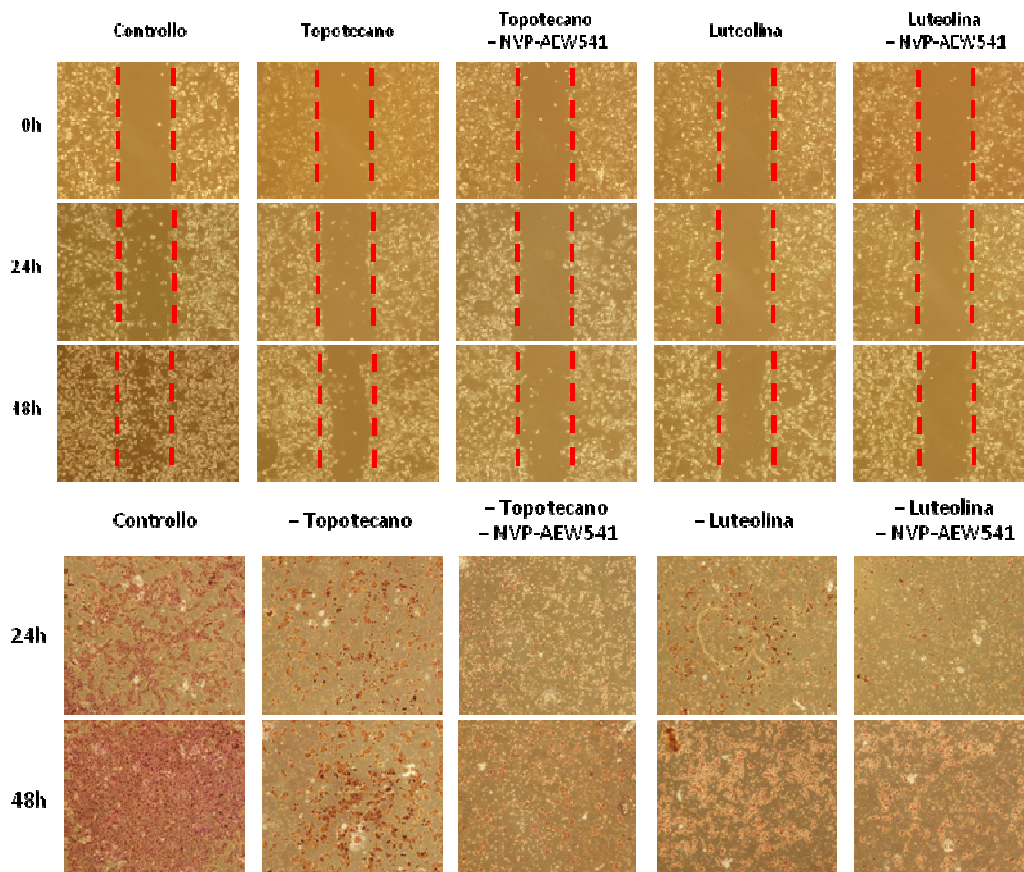 Controllo
Topotecano
Topotecano
– NVP-AEW541
Luteolina
Luteolina
– NVP-AEW541
0h
24h
48h
Controllo
– Topotecano
– Topotecano
– NVP-AEW541
– Luteolina
– Luteolina
– NVP-AEW541
24h
48h